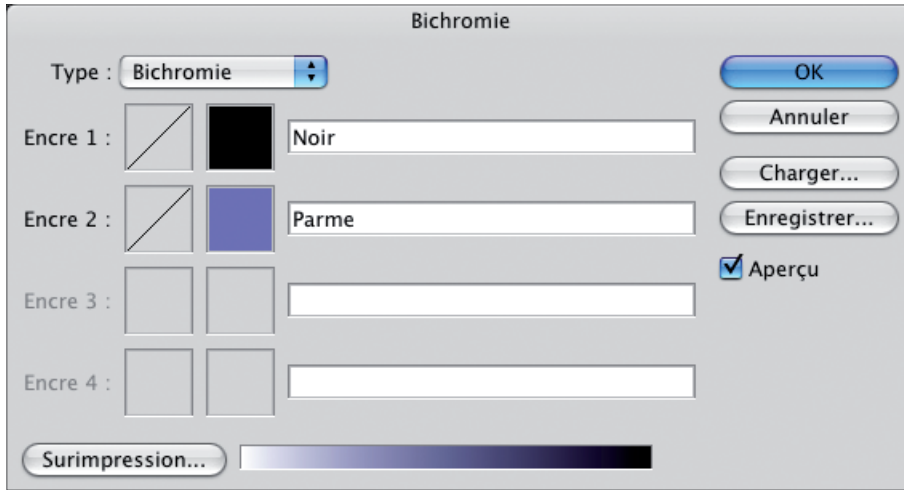 Bichromie
Type : Bichromie
OK
Encre 1 : Noir
Annuler
Charger...
Encre 2 : Parme
Enregistrer...
Aperçu
Encre 3 :
Encre 4 :
Surimpression...